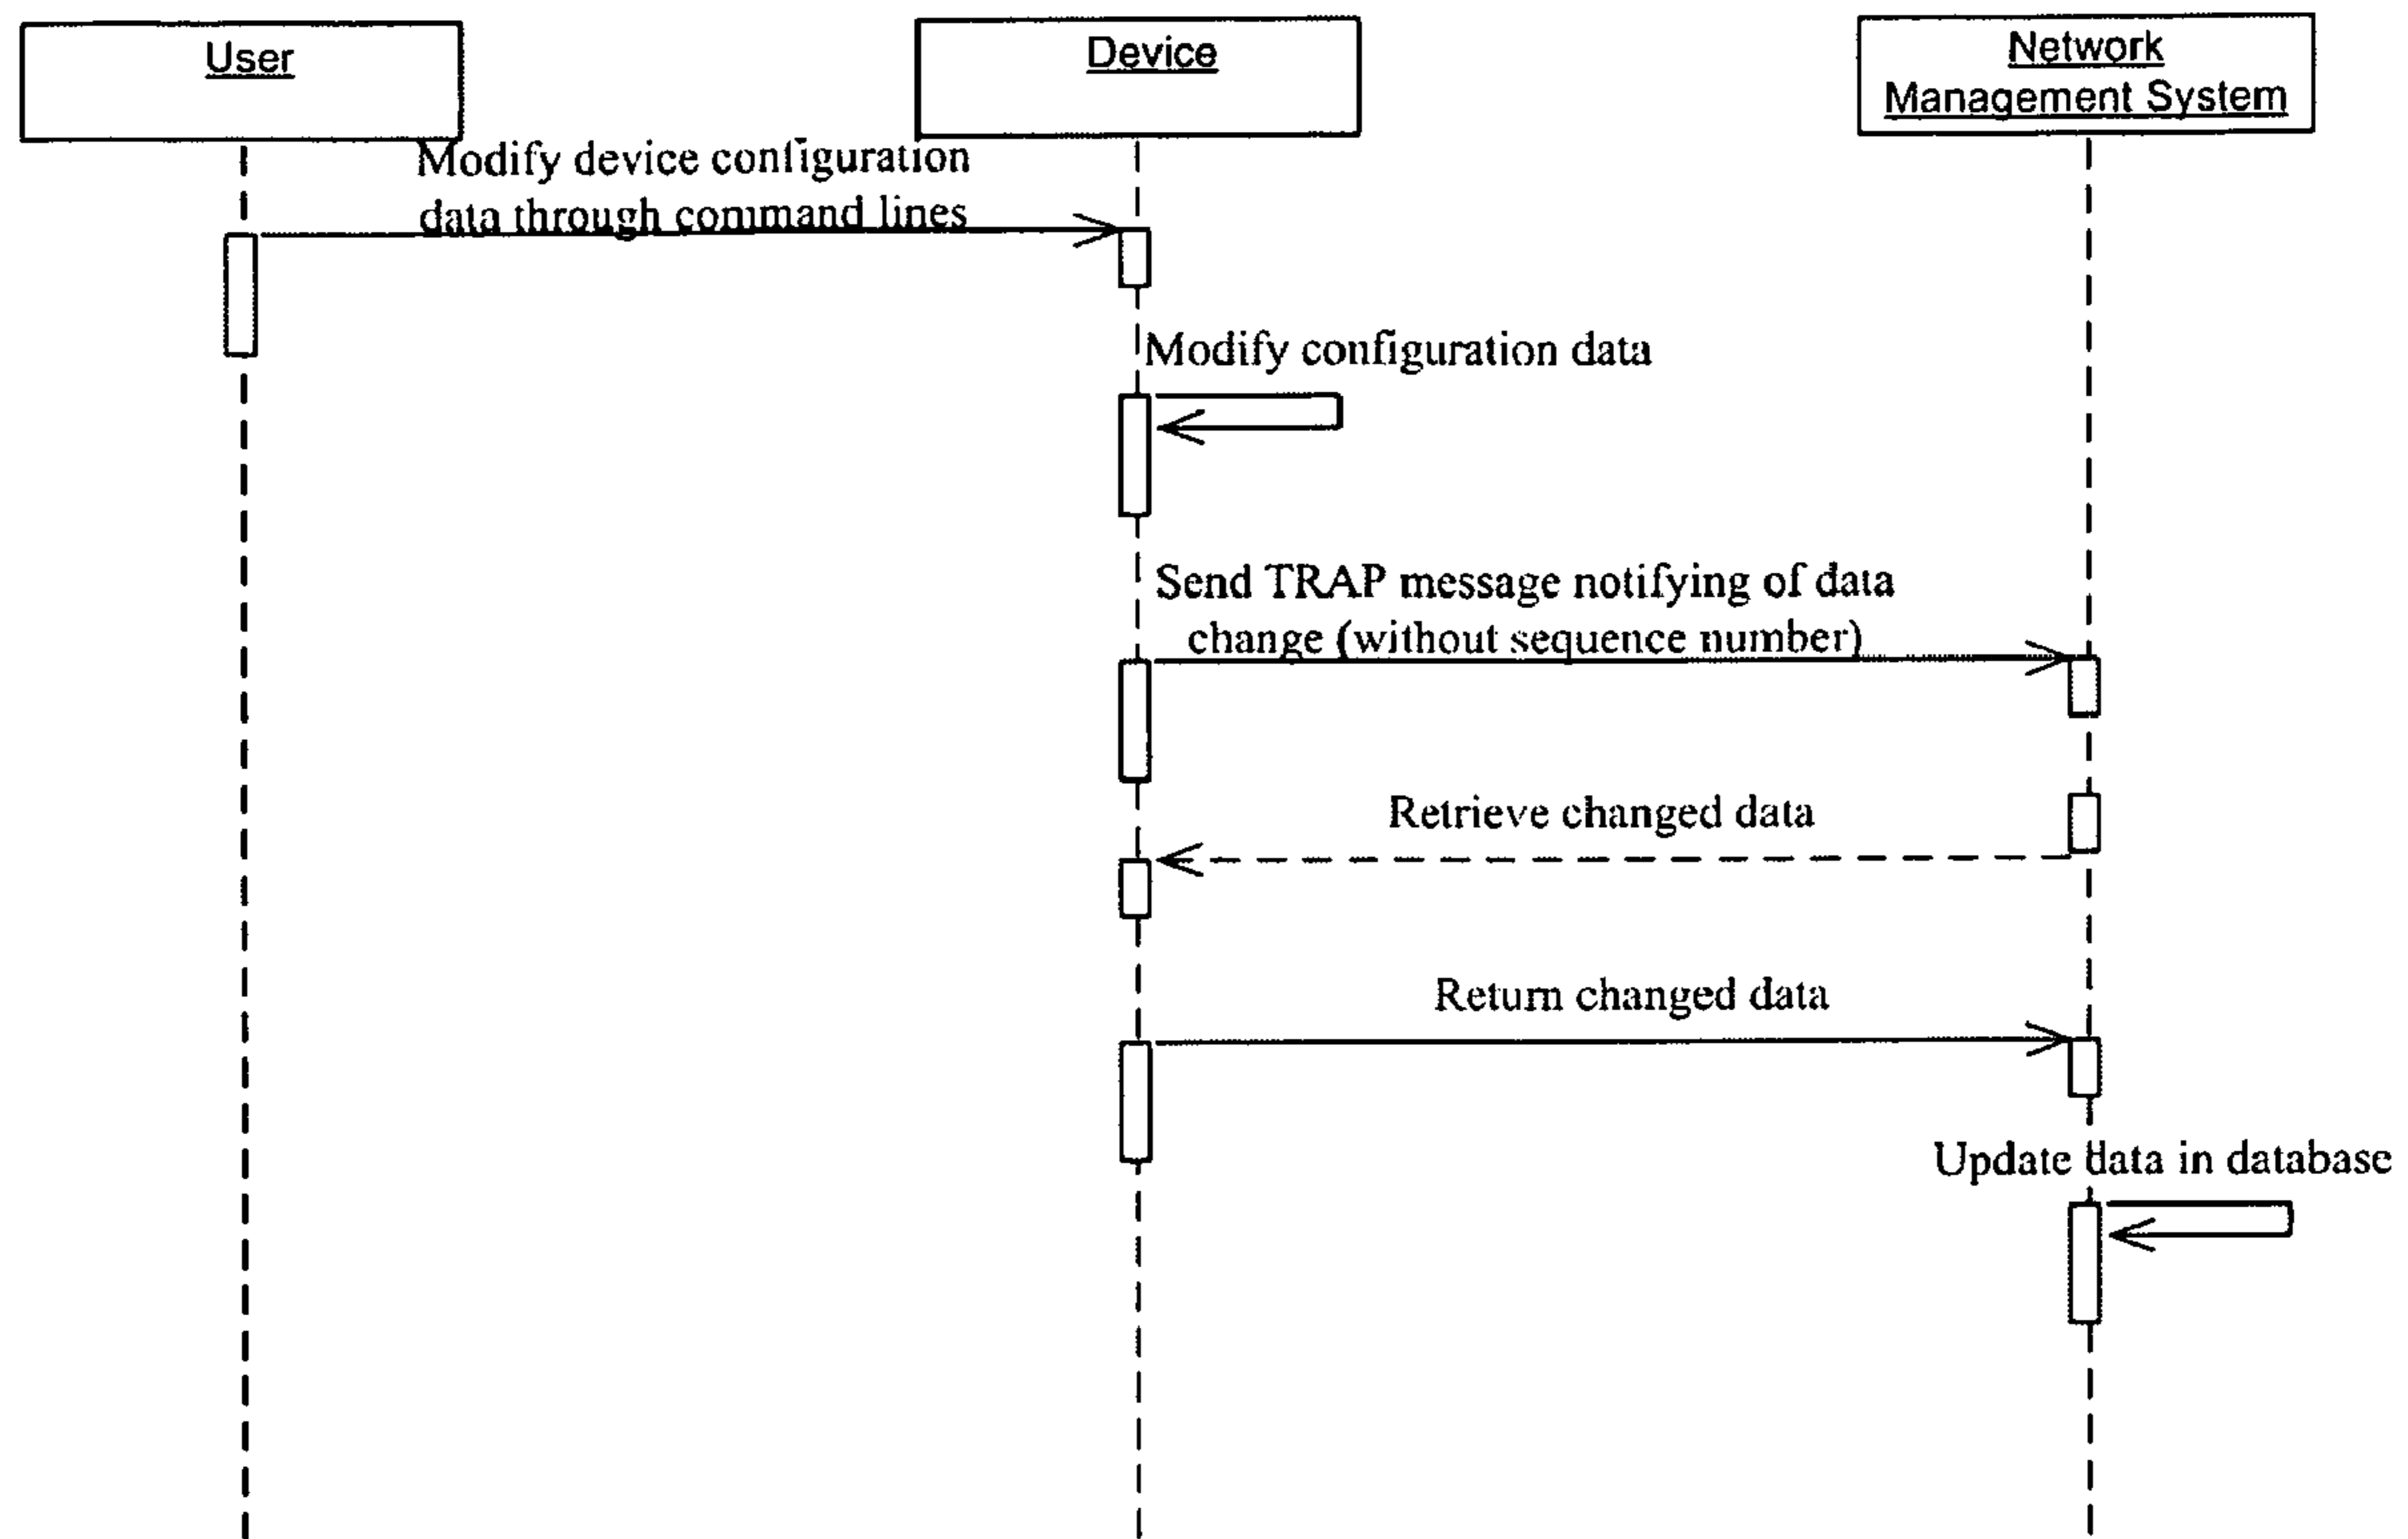 User
Device
Network
Management System
Modify device configuration
data through command lines
Modify configuration data
Send TRAP message notifying of data
change (without sequence number)
Retrieve changed data
Return changed data
Update data in database